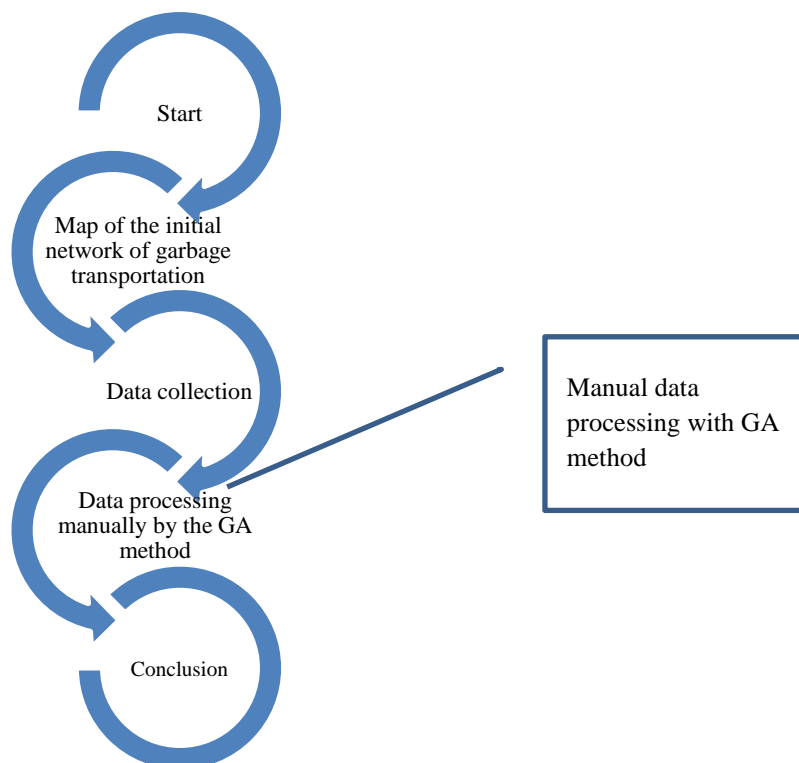 Start
Map of the initial
network of garbage
transportation
Data collection
Data processing
manually by the GA
method
Conclusion
Manual data
processing with GA
method